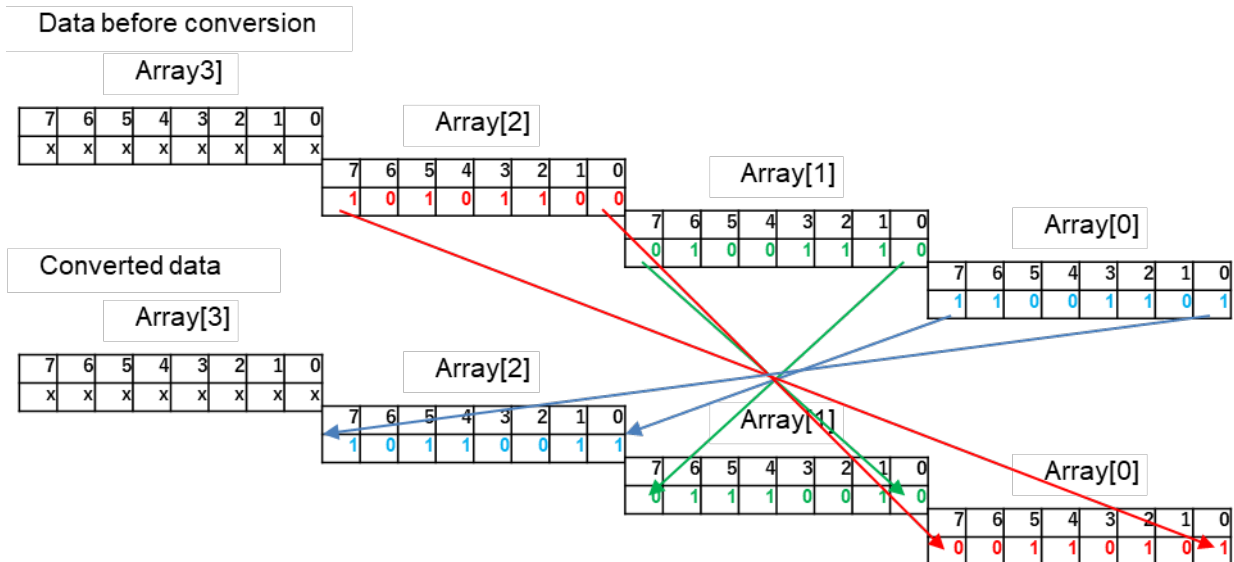 Data before conversion
Array3]
7 6 5 4 3 2 1 0
x x x x x x x x
Array[2]
7 6 5 4 3 2 1 0
1 0 1 0 1 1 0 0
Array[1]
7 6 5 4 3 2 1 0
0 1 0 0 1 1 1 0
Array[0]
7 6 5 4 3 2 1 0
1 1 0 0 1 1 0 1
Converted data
Array[3]
7 6 5 4 3 2 1 0
x x x x x x x x
Array[2]
7 6 5 4 3 2 1 0
1 0 1 1 0 0 1 1
Array[1]
7 6 5 4 3 2 1 0
0 1 1 1 0 0 1 0
Array[0]
7 6 5 4 3 2 1 0
0 0 1 1 0 1 0 1